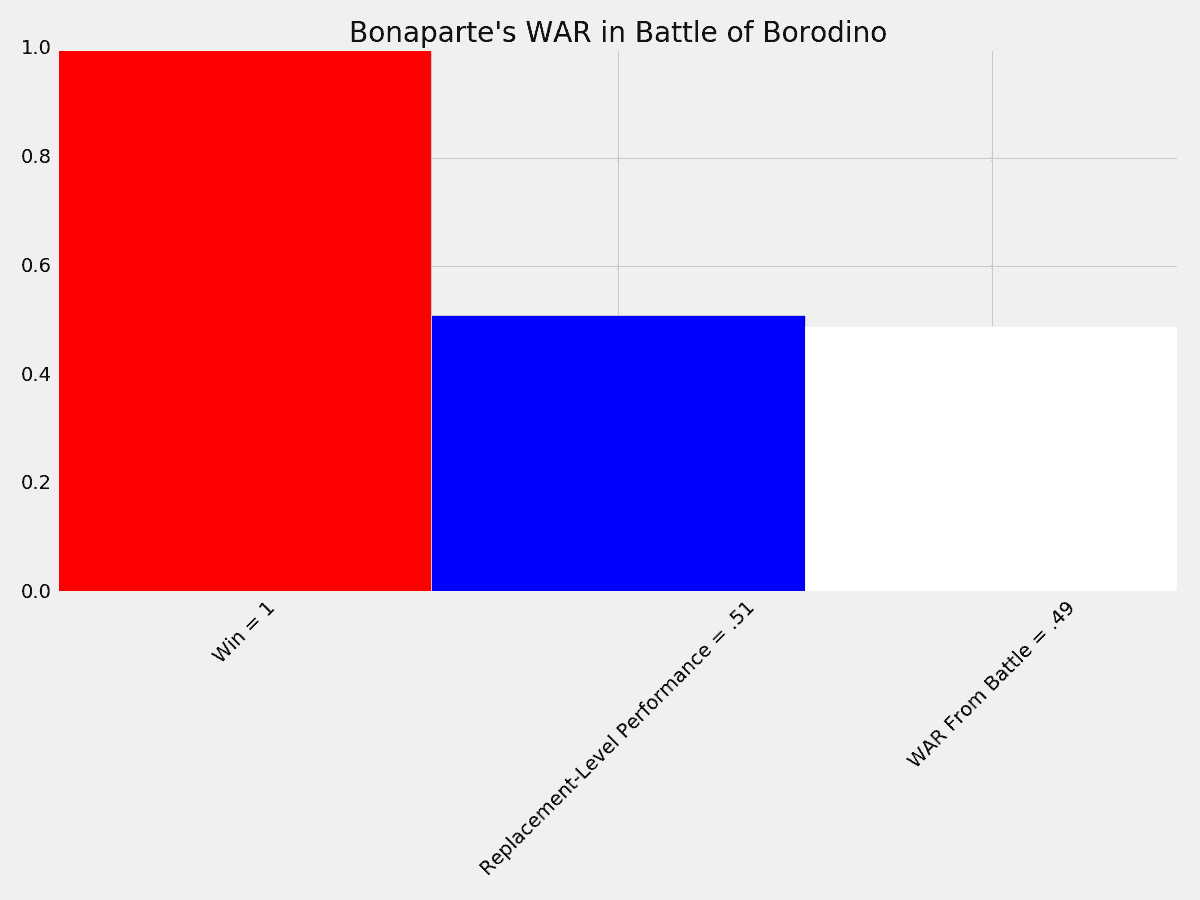 Bonaparte's WAR in Battle of Borodino
1.0
0.8
0.6
0.4
0.2
0.0
Win = 1
Replacement-Level Performance = .51
WAR From Battle = .49